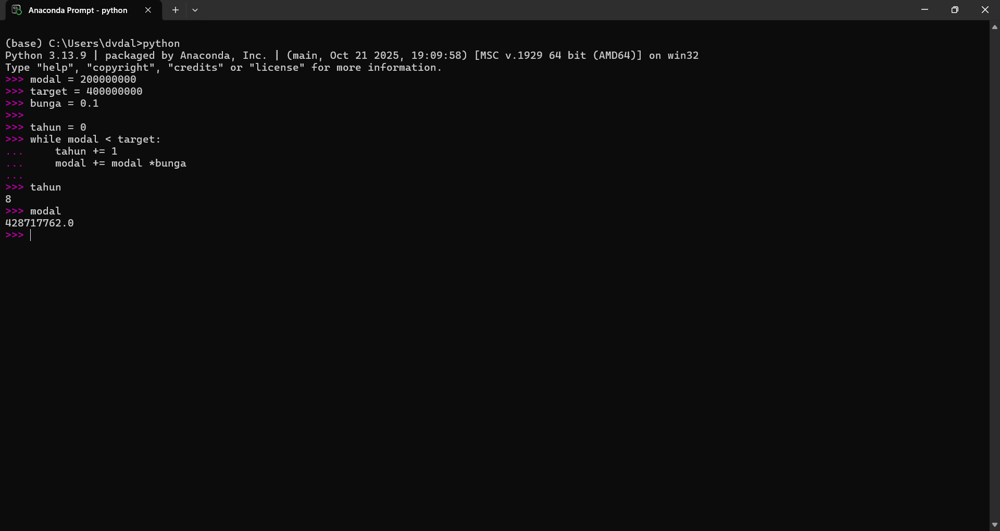 Anaconda Prompt - python
(base) C:\Users\dvdal>python
Python 3.13.9 | packaged by Anaconda, Inc. | (main, Oct 21 2025, 19:09:58) [MSC v.1929 64 bit (AMD64)] on win32
Type "help", "copyright", "credits" or "license" for more information.
>>> modal = 200000000
>>> target = 400000000
>>> bunga = 0.1
>>>
>>> tahun = 0
>>> while modal < target:
...     tahun += 1
...     modal += modal *bunga
...
>>> tahun
8
>>> modal
428717762.0
>>>